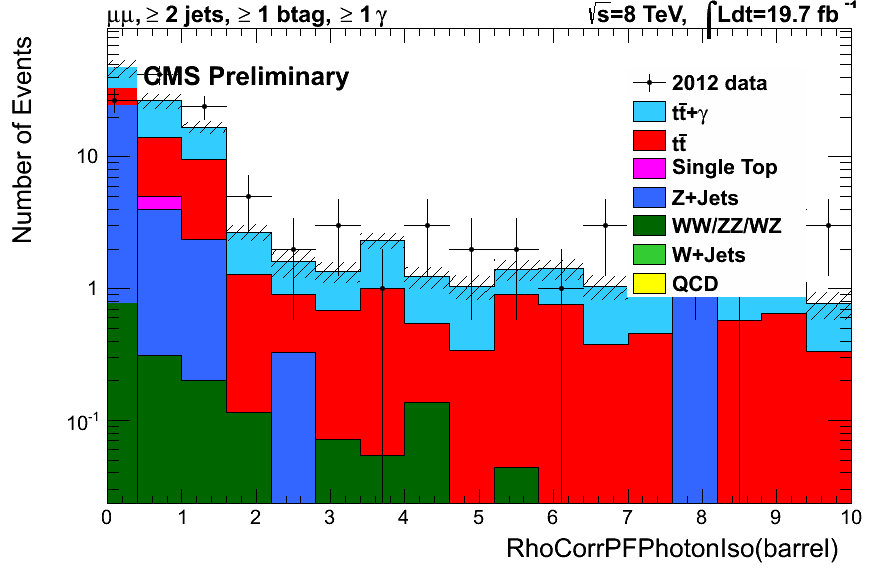 μμ, ≥ 2 jets, ≥ 1 btag, ≥ 1 γ
√s=8 TeV, ∫Ldt=19.7 fb⁻¹
CMS Preliminary
2012 data
tt̄+γ
tt̄
Single Top
Z+Jets
WW/ZZ/WZ
W+Jets
QCD
Number of Events
10
1
10⁻¹
0 1 2 3 4 5 6 7 8 9 10
RhoCorrPFPhotonIso(barrel)